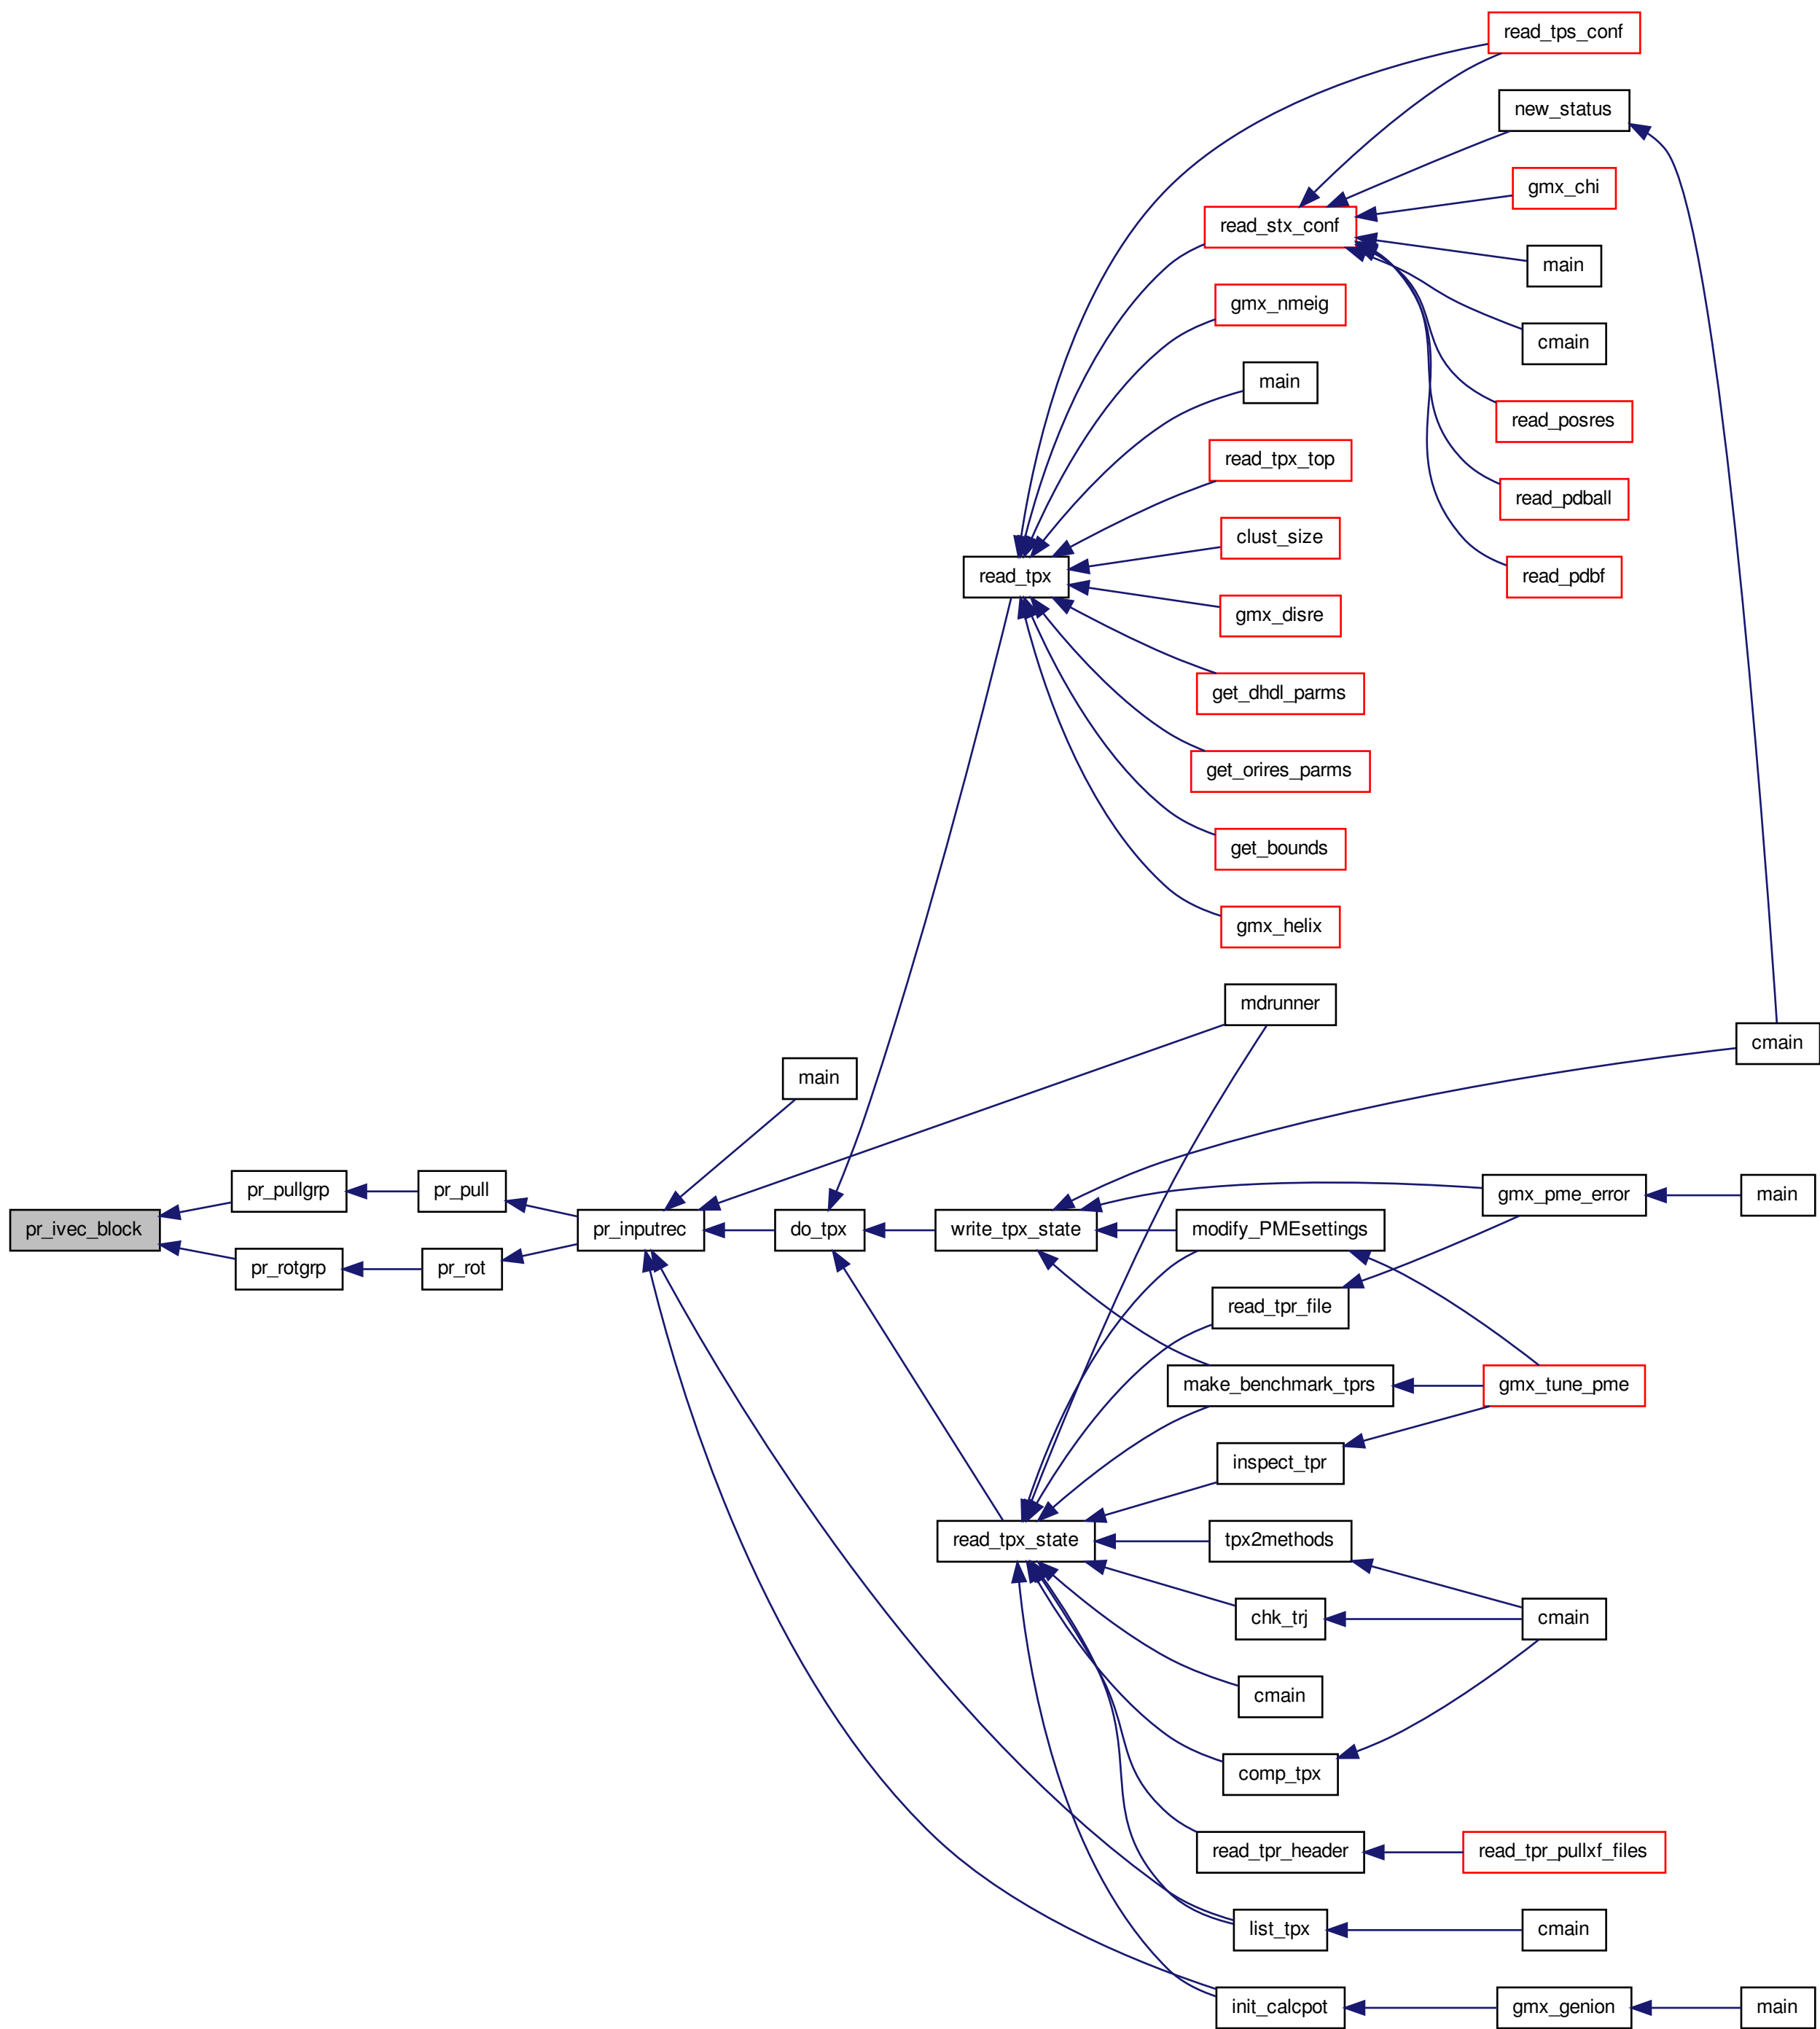 read_tps_conf
new_status
gmx_chi
read_stx_conf
main
gmx_nmeig
cmain
main
read_posres
read_tpx_top
read_pdball
clust_size
read_tpx
read_pdbf
gmx_disre
get_dhdl_parms
get_orires_parms
get_bounds
gmx_helix
mdrunner
cmain
main
pr_pullgrp
pr_pull
gmx_pme_error
main
pr_ivec_block
pr_inputrec
do_tpx
write_tpx_state
modify_PMEsettings
pr_rotgrp
pr_rot
read_tpr_file
make_benchmark_tprs
gmx_tune_pme
inspect_tpr
read_tpx_state
tpx2methods
chk_trj
cmain
cmain
comp_tpx
read_tpr_header
read_tpr_pullxf_files
list_tpx
cmain
init_calcpot
gmx_genion
main